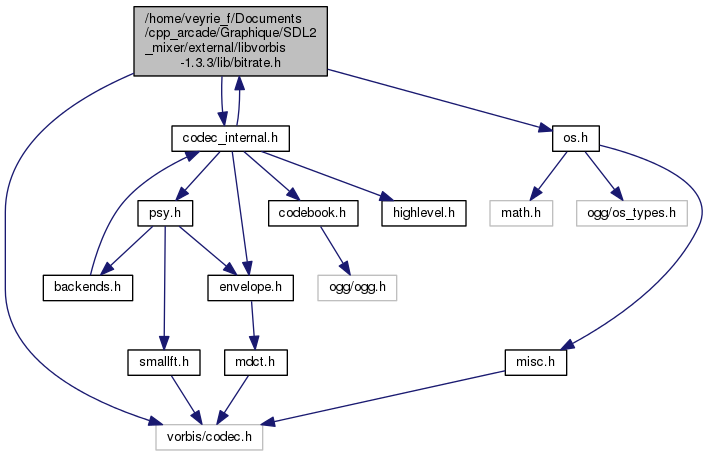 /home/veyrie_f/Documents
/cpp_arcade/Graphique/SDL2
_mixer/external/libvorbis
-1.3.3/lib/bitrate.h
codec_internal.h
os.h
psy.h
codebook.h
highlevel.h
math.h
ogg/os_types.h
backends.h
envelope.h
ogg/ogg.h
smallft.h
mdct.h
misc.h
vorbis/codec.h